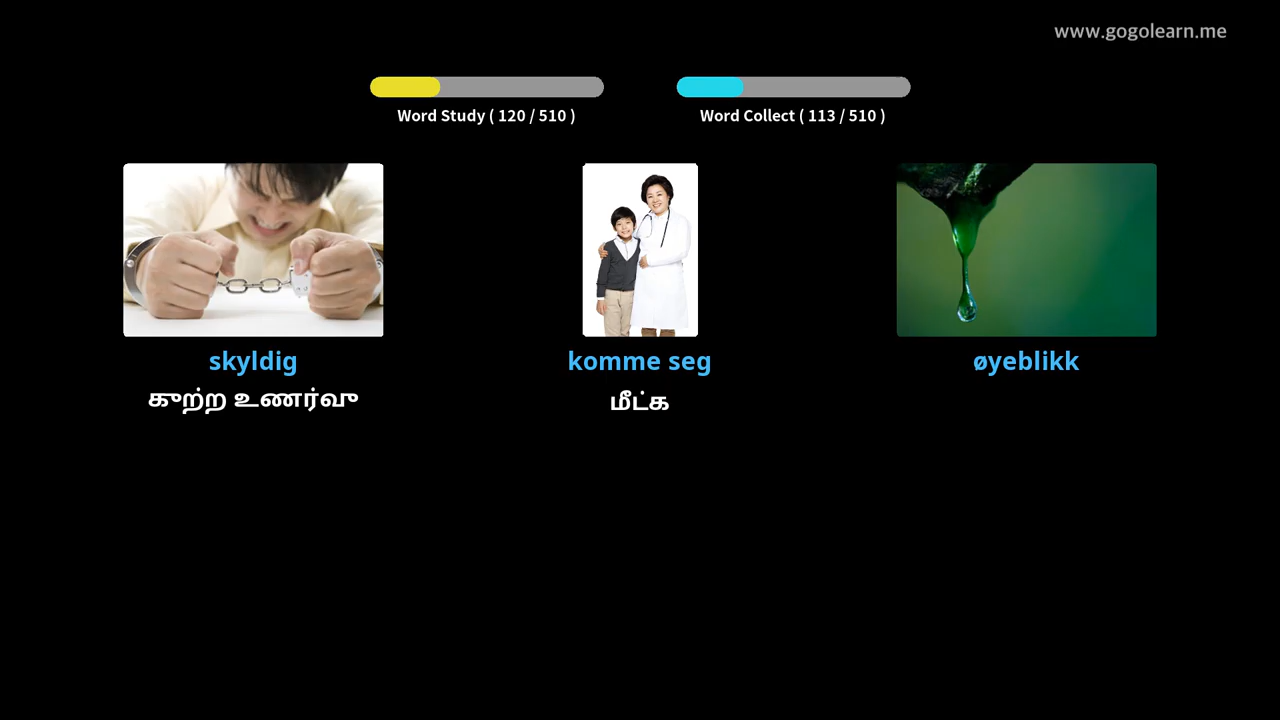 www.gogolearn.me
Word Study ( 120 / 510 )
Word Collect ( 113 / 510 )
skyldig
komme seg
øyeblikk
குற்ற உணர்வு
மீட்க